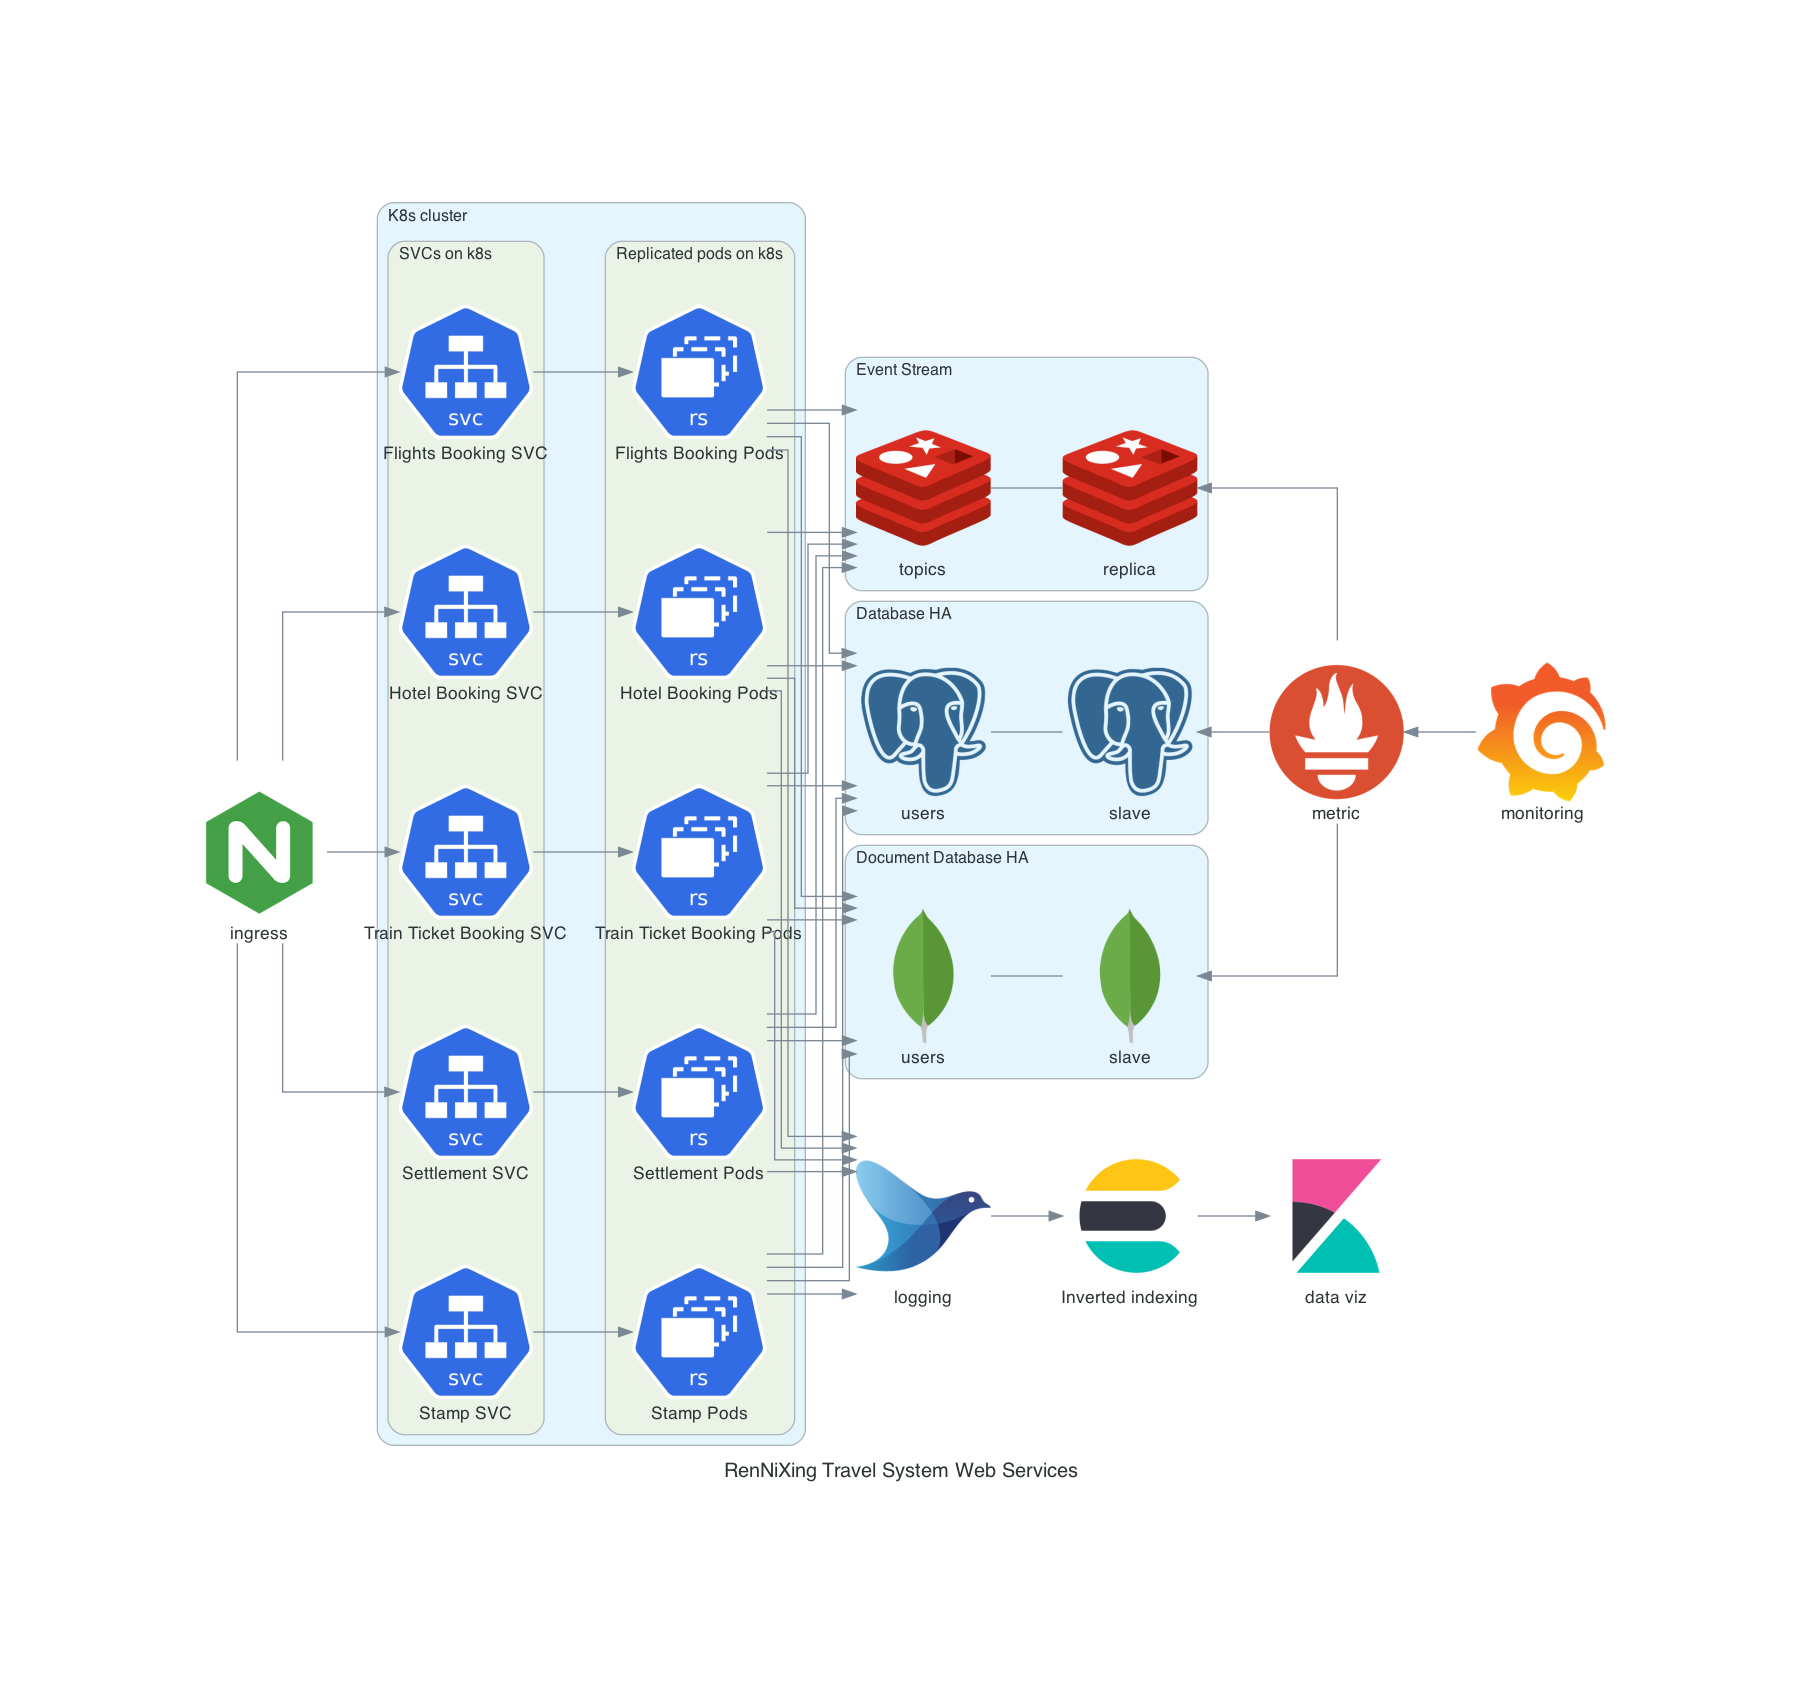 K8s cluster
SVCs on k8s
Replicated pods on k8s
svc
Flights Booking SVC
rs
Flights Booking Pods
svc
Hotel Booking SVC
rs
Hotel Booking Pods
svc
Train Ticket Booking SVC
rs
Train Ticket Booking Pods
svc
Settlement SVC
rs
Settlement Pods
svc
Stamp SVC
rs
Stamp Pods
N
ingress
Event Stream
topics
replica
Database HA
users
slave
Document Database HA
users
slave
metric
monitoring
logging
Inverted indexing
data viz
RenNiXing Travel System Web Services